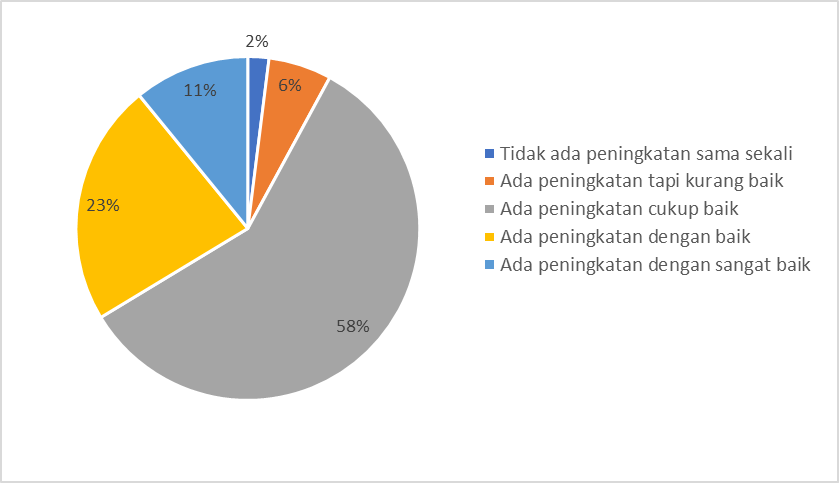 2%
6%
11%
23%
58%
Tidak ada peningkatan sama sekali
Ada peningkatan tapi kurang baik
Ada peningkatan cukup baik
Ada peningkatan dengan baik
Ada peningkatan dengan sangat baik